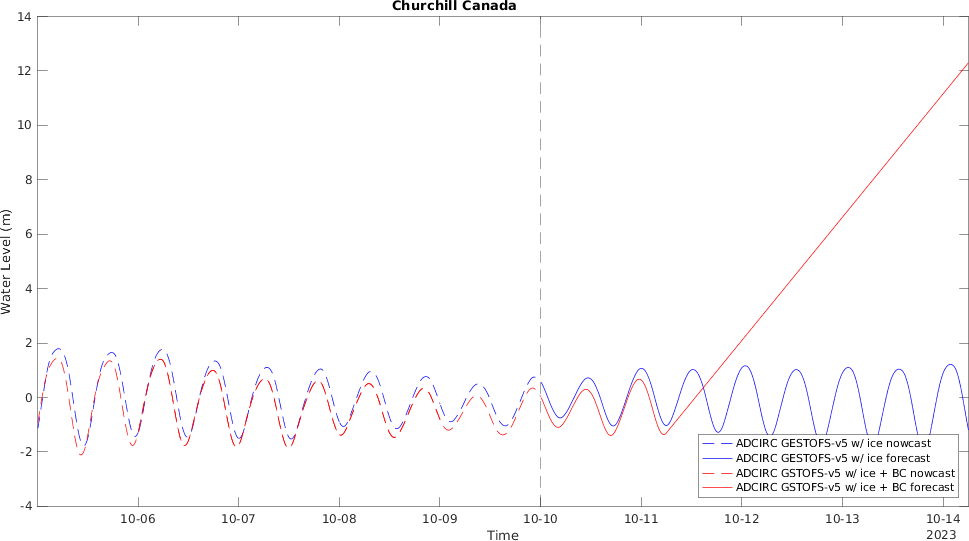 Churchill Canada
14
12
10
8
6
4
2
0
-2
-4
Water Level (m)
10-06
10-07
10-08
10-09
10-10
10-11
10-12
10-13
10-14
2023
Time
ADCIRC GESTOFS-v5 w/ ice nowcast
ADCIRC GESTOFS-v5 w/ ice forecast
ADCIRC GSTOFS-v5 w/ ice + BC nowcast
ADCIRC GSTOFS-v5 w/ ice + BC forecast